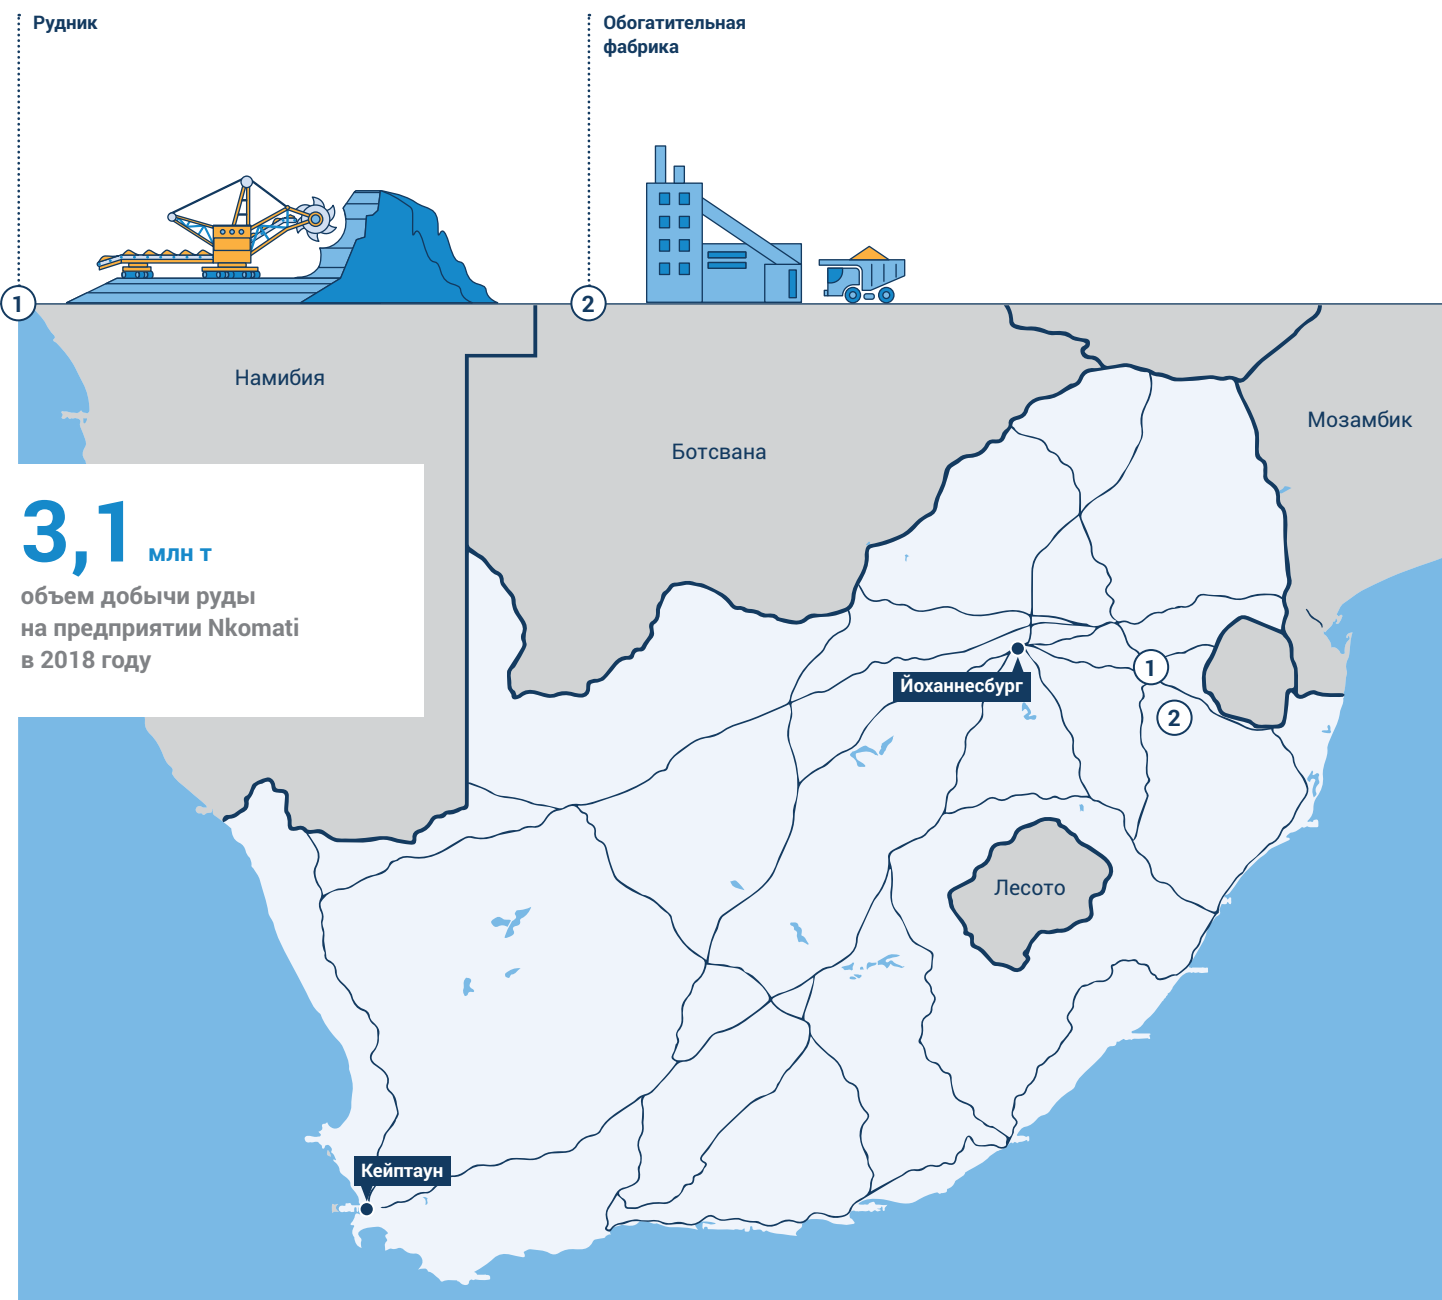 Рудник
Обогатительная
фабрика
1
2
Намибия
Ботсвана
Мозамбик
3,1 млн т
объем добычи руды
на предприятии Nkomati
в 2018 году
1
Йоханнесбург
2
Лесото
Кейптаун